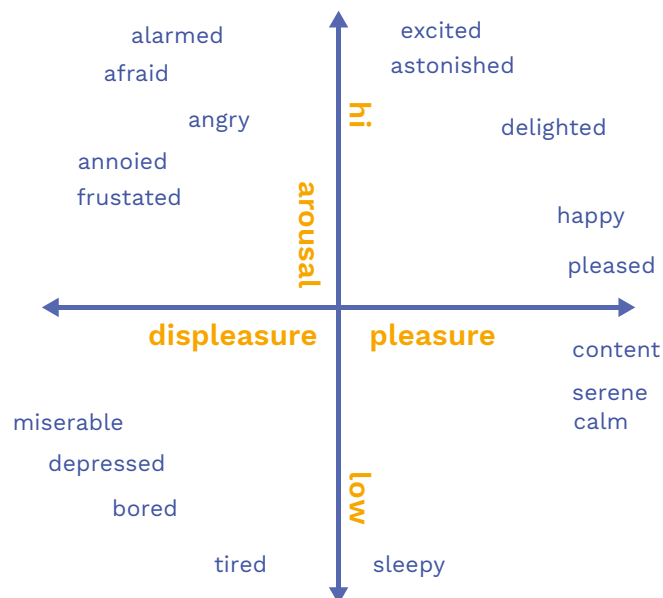 alarmed
excited
afraid
astonished
hi
angry
delighted
annoied
frustated
arousal
happy
pleased
displeasure
pleasure
content
serene
miserable
calm
depressed
low
bored
tired
sleepy